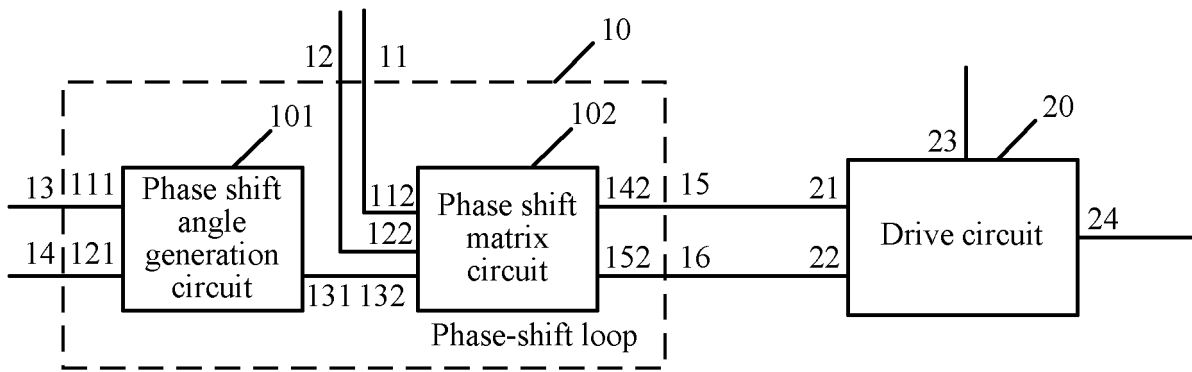 10
12 11
101
102
20
23
13 111
Phase shift
angle
generation
circuit
14 121
112
122
Phase shift
matrix
circuit
142 15 21
152 16 22
Drive circuit
24
131 132
Phase-shift loop